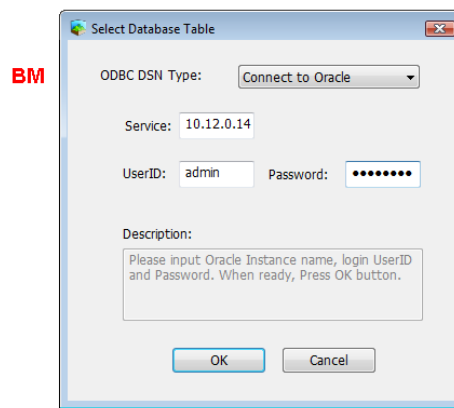 Select Database Table
BM
ODBC DSN Type: Connect to Oracle
Service: 10.12.0.14
UserID: admin Password: ••••••••
Description:
Please input Oracle Instance name, login UserID
and Password. When ready, Press OK button.
OK Cancel